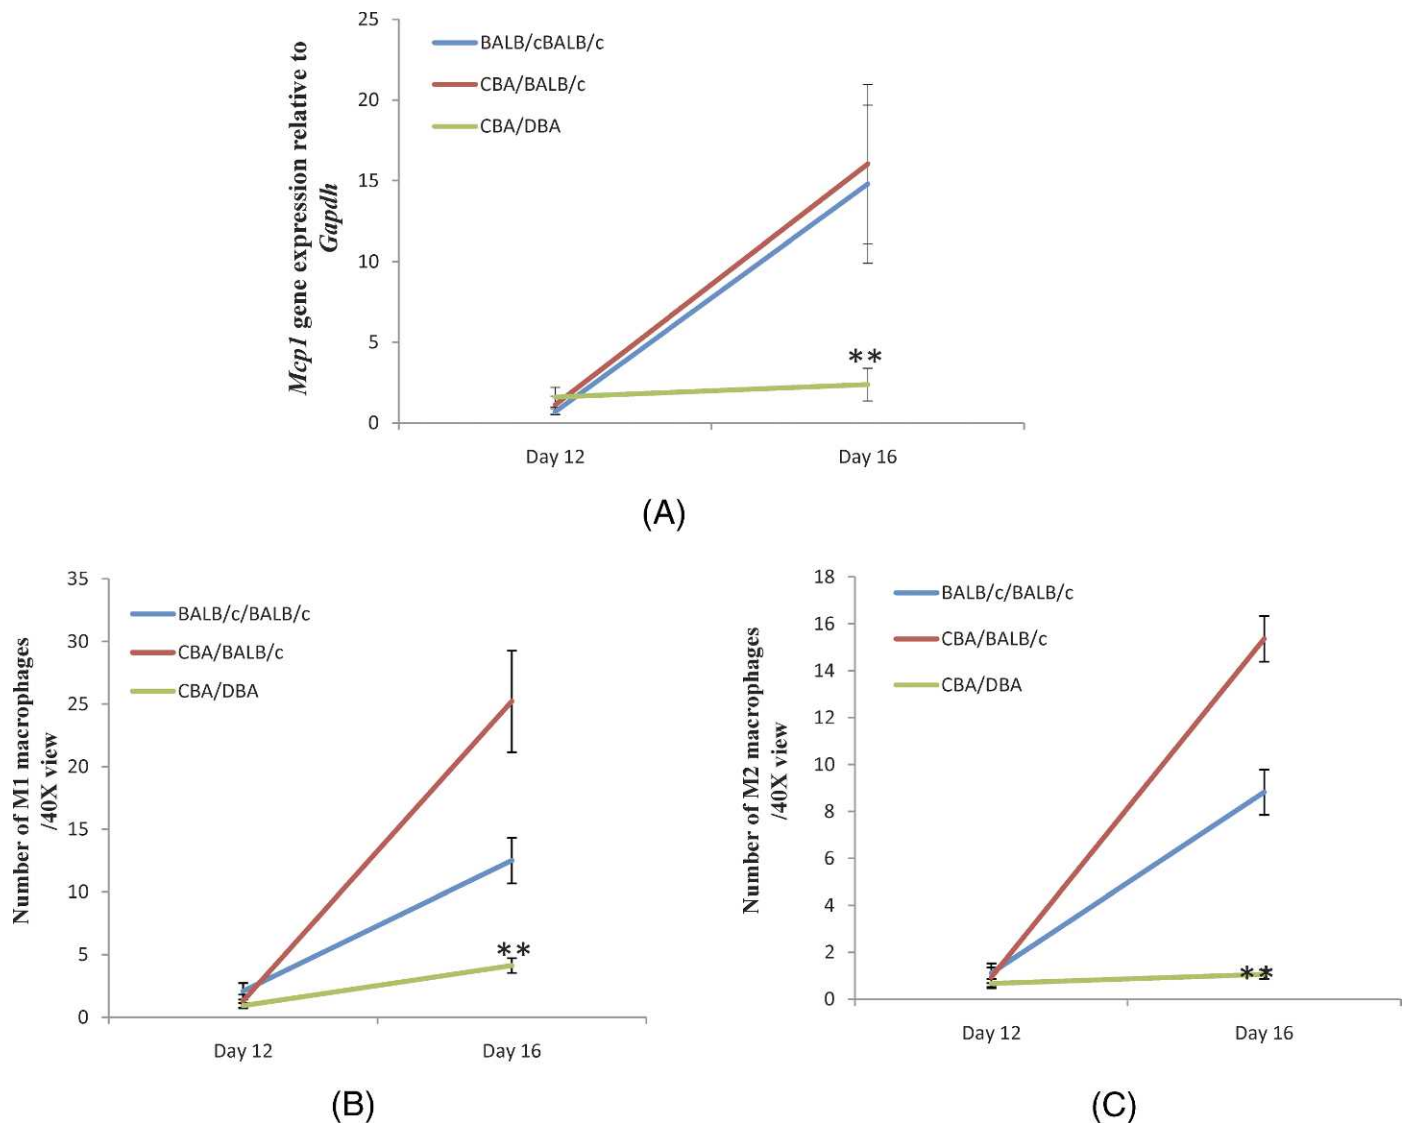 25
20
15
10
5
0
BALB/cBALB/c
CBA/BALB/c
CBA/DBA
Mcp1 gene expression relative to
Gapdh
**
Day 12
Day 16
(A)
35
30
25
20
15
10
5
0
BALB/c/BALB/c
CBA/BALB/c
CBA/DBA
Number of M1 macrophages
/40X view
**
Day 12
Day 16
(B)
18
16
14
12
10
8
6
4
2
0
BALB/c/BALB/c
CBA/BALB/c
CBA/DBA
Number of M2 macrophages
/40X view
**
Day 12
Day 16
(C)